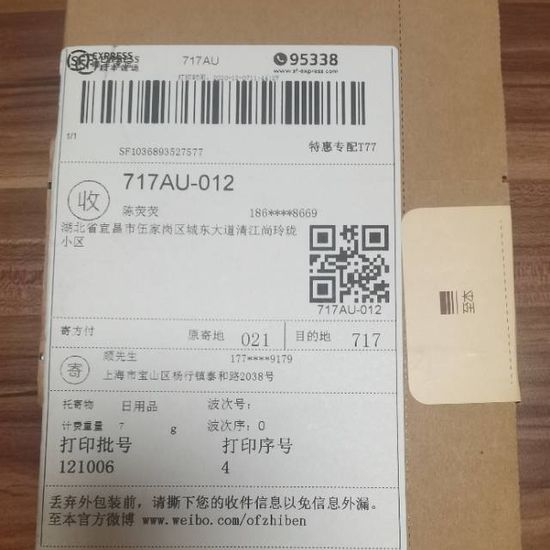 SF EXPRESS
717AU
95338
www.sf-express.com
1/1
SF1036893527577
特惠专配T77
收
717AU-012
陈荧荧
186****8669
湖北省宜昌市伍家岗区城东大道清江尚玲珑
小区
717AU-012
寄方付
原寄地 021
目的地 717
寄
顾先生
177****9179
上海市宝山区杨行镇泰和路2038号
托寄物 日用品
波次号:
计费重量 7 g
波次序: 0
打印批号
打印序号
121006
4
丢弃外包装前,请撕下您的收件信息以免信息外漏。
至本官方微博 www.weibo.com/ofzhiben
至本